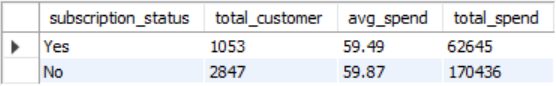 subscription_status total_customer avg_spend total_spend
Yes 1053 59.49 62645
No 2847 59.87 170436